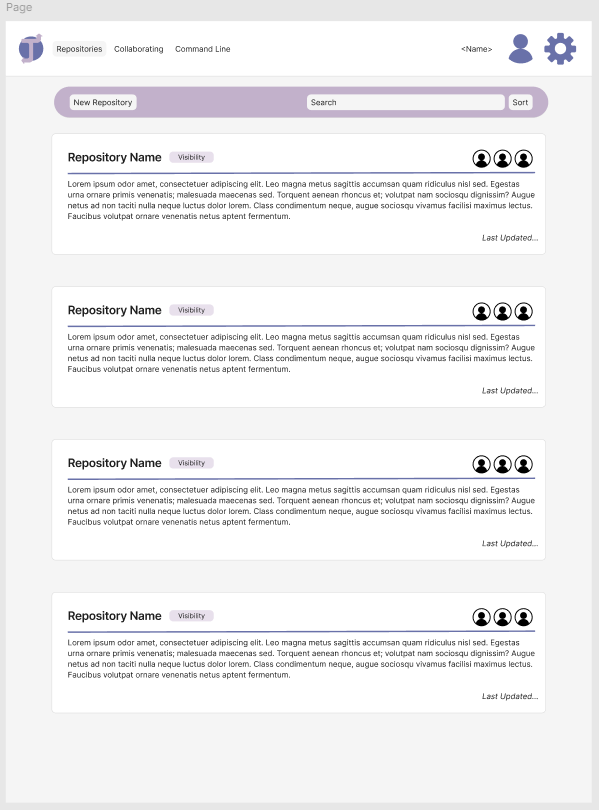 Page
Repositories Collaborating Command Line <Name>
New Repository Search Sort
Repository Name Visibility
Lorem ipsum odor amet, consectetuer adipiscing elit. Leo magna metus sagittis accumsan quam ridiculus nisl sed. Egestas
urna ornare primis venenatis; malesuada maecenas sed. Torquent aenean rhoncus et; volutpat nam sociosqu dignissim? Augue
netus ad non taciti nulla neque luctus dolor lorem. Class condimentum neque, augue sociosqu vivamus facilisi maximus lectus.
Faucibus volutpat ornare venenatis netus aptent fermentum.
Last Updated...
Repository Name Visibility
Lorem ipsum odor amet, consectetuer adipiscing elit. Leo magna metus sagittis accumsan quam ridiculus nisl sed. Egestas
urna ornare primis venenatis; malesuada maecenas sed. Torquent aenean rhoncus et; volutpat nam sociosqu dignissim? Augue
netus ad non taciti nulla neque luctus dolor lorem. Class condimentum neque, augue sociosqu vivamus facilisi maximus lectus.
Faucibus volutpat ornare venenatis netus aptent fermentum.
Last Updated...
Repository Name Visibility
Lorem ipsum odor amet, consectetuer adipiscing elit. Leo magna metus sagittis accumsan quam ridiculus nisl sed. Egestas
urna ornare primis venenatis; malesuada maecenas sed. Torquent aenean rhoncus et; volutpat nam sociosqu dignissim? Augue
netus ad non taciti nulla neque luctus dolor lorem. Class condimentum neque, augue sociosqu vivamus facilisi maximus lectus.
Faucibus volutpat ornare venenatis netus aptent fermentum.
Last Updated...
Repository Name Visibility
Lorem ipsum odor amet, consectetuer adipiscing elit. Leo magna metus sagittis accumsan quam ridiculus nisl sed. Egestas
urna ornare primis venenatis; malesuada maecenas sed. Torquent aenean rhoncus et; volutpat nam sociosqu dignissim? Augue
netus ad non taciti nulla neque luctus dolor lorem. Class condimentum neque, augue sociosqu vivamus facilisi maximus lectus.
Faucibus volutpat ornare venenatis netus aptent fermentum.
Last Updated...